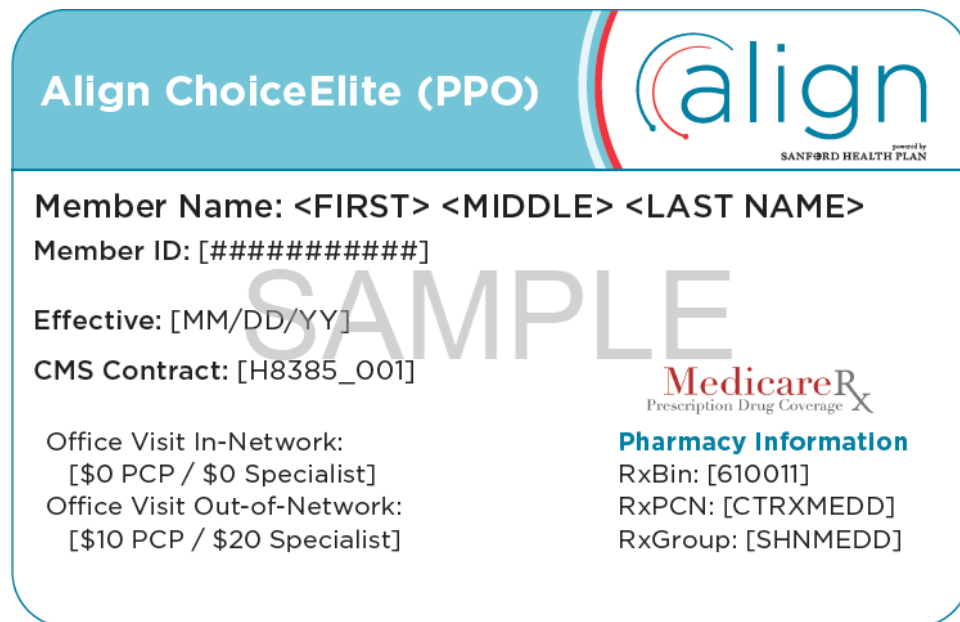 Align ChoiceElite (PPO)
align
powered by
SANFORD HEALTH PLAN
Member Name: <FIRST> <MIDDLE> <LAST NAME>
Member ID: [###########]
SAMPLE
Effective: [MM/DD/YY]
CMS Contract: [H8385_001]
MedicareRx
Prescription Drug Coverage
Office Visit In-Network:
[$0 PCP / $0 Specialist]
Office Visit Out-of-Network:
[$10 PCP / $20 Specialist]
Pharmacy Information
RxBin: [610011]
RxPCN: [CTRXMEDD]
RxGroup: [SHNMEDD]